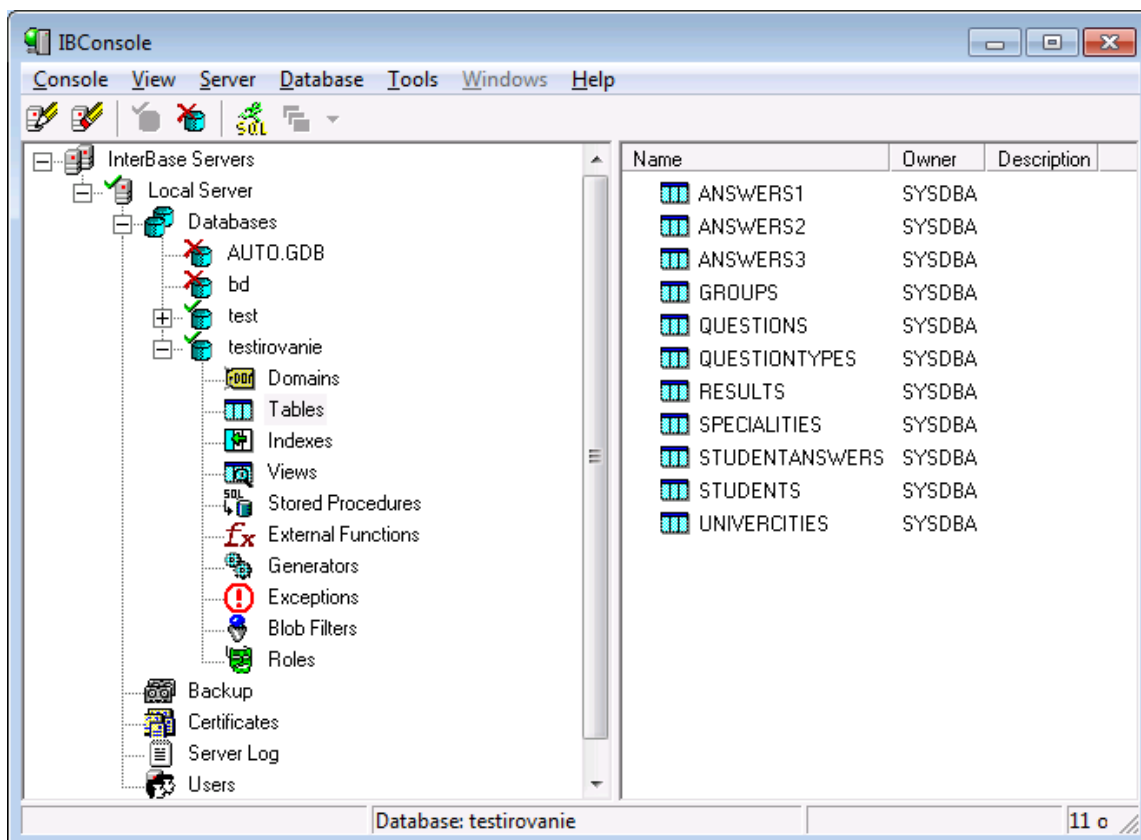 IBConsole
Console View Server Database Tools Windows Help
SQL
InterBase Servers
Local Server
Databases
AUTO.GDB
bd
test
testirovanie
Domains
Tables
Indexes
Views
Stored Procedures
External Functions
Generators
Exceptions
Blob Filters
Roles
Backup
Certificates
Server Log
Users
Name Owner Description
ANSWERS1 SYSDBA
ANSWERS2 SYSDBA
ANSWERS3 SYSDBA
GROUPS SYSDBA
QUESTIONS SYSDBA
QUESTIONTYPES SYSDBA
RESULTS SYSDBA
SPECIALITIES SYSDBA
STUDENTANSWERS SYSDBA
STUDENTS SYSDBA
UNIVERCITIES SYSDBA
Database: testirovanie
11 o